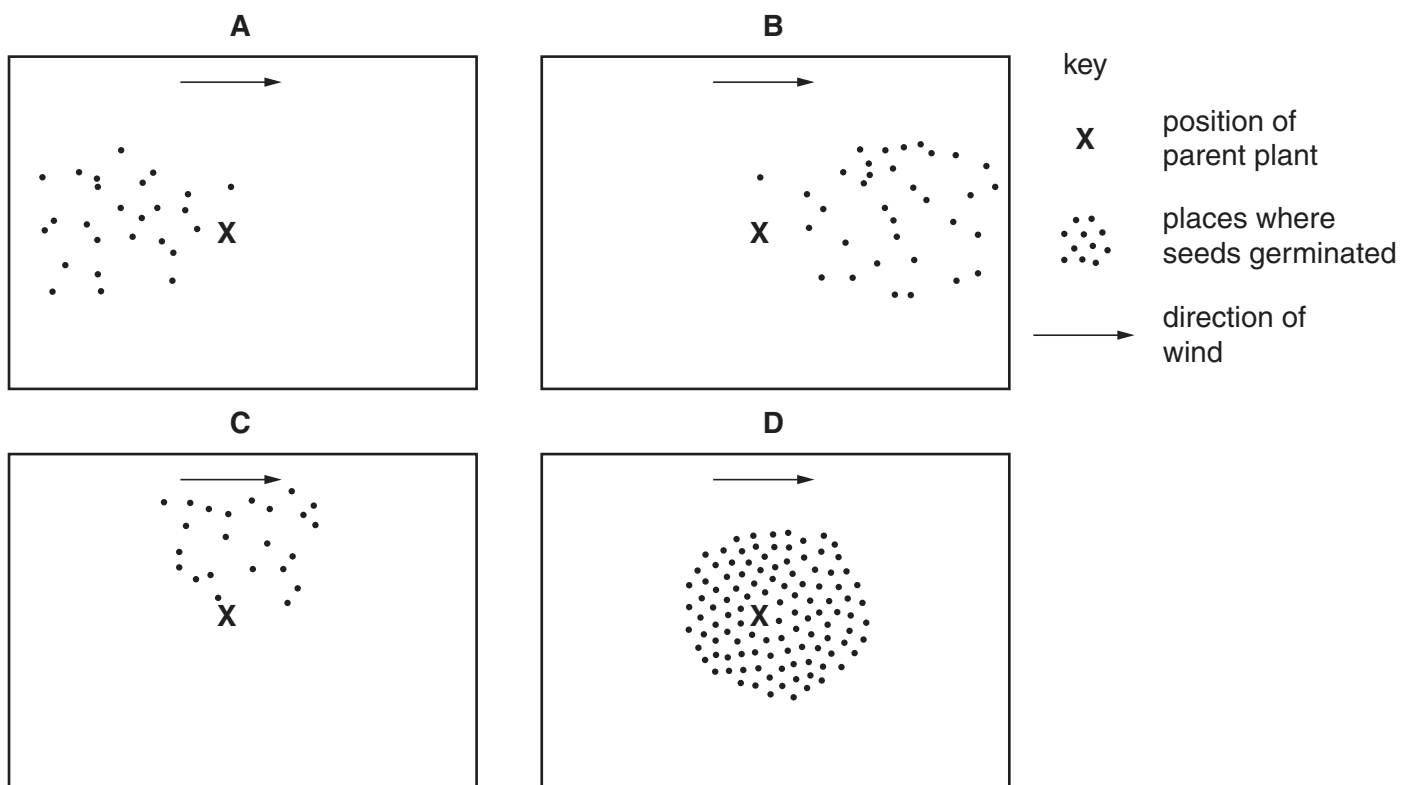 A
B
key
X
position of
parent plant
X
X
places where
seeds germinated
direction of
wind
C
D
X
X